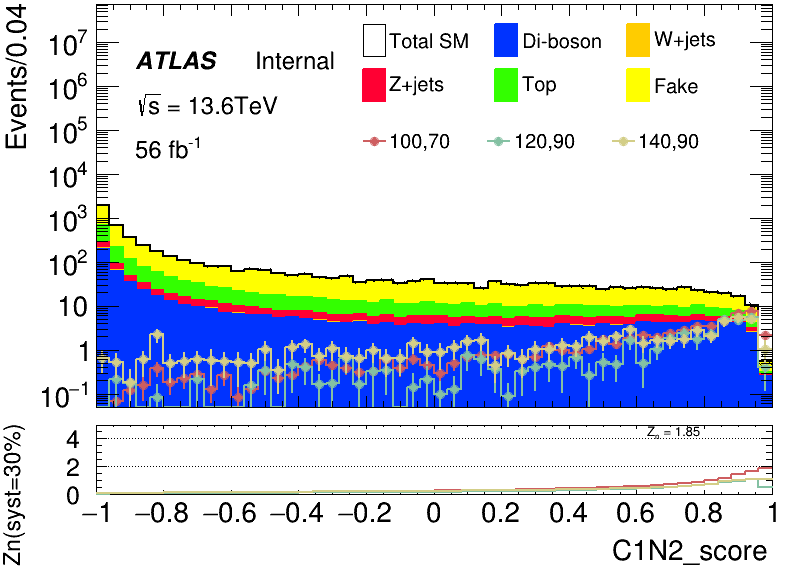 Events/0.04
10⁷
10⁶
10⁵
10⁴
10³
10²
10
1
10⁻¹
ATLAS Internal
√s = 13.6TeV
56 fb⁻¹
Total SM Di-boson W+jets
Z+jets Top Fake
100,70 120,90 140,90
Zn(syst=30%)
4
2
0
Zₙ = 1.85
−1 −0.8 −0.6 −0.4 −0.2 0 0.2 0.4 0.6 0.8 1
C1N2_score